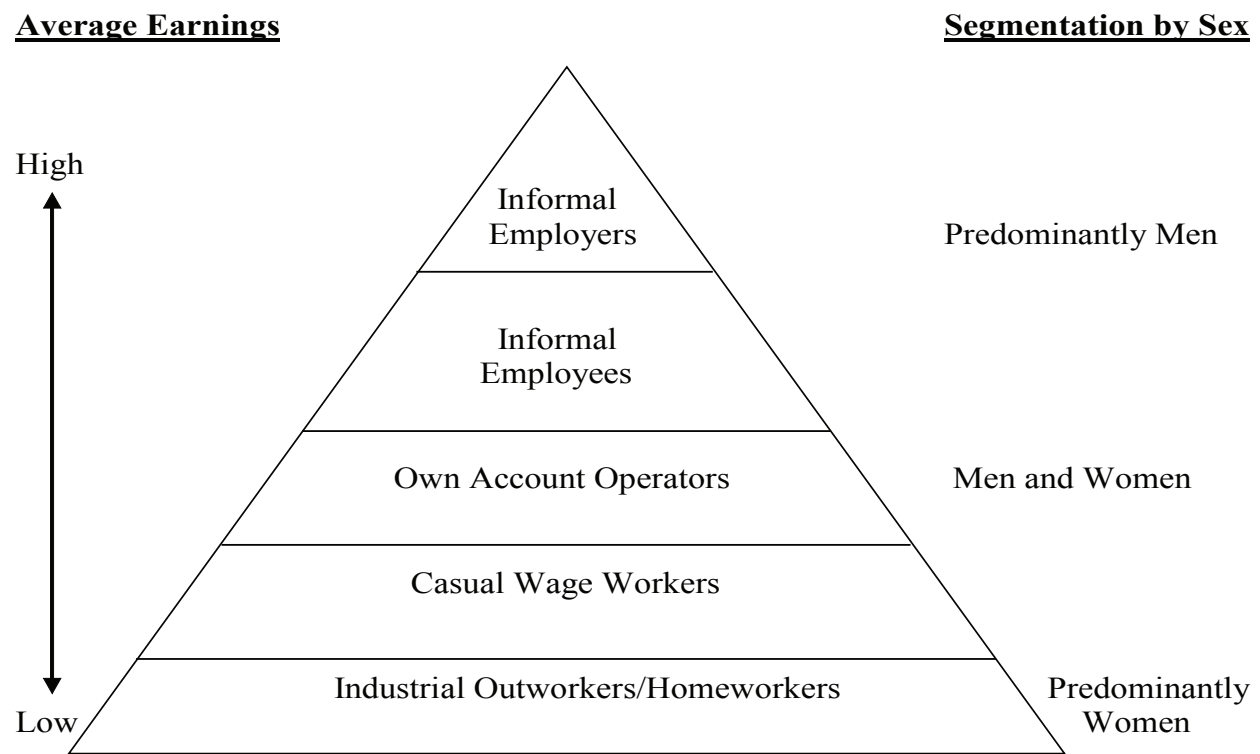 Average Earnings
Segmentation by Sex
High
Informal
Employers
Predominantly Men
Informal
Employees
Own Account Operators
Men and Women
Casual Wage Workers
Industrial Outworkers/Homeworkers
Predominantly
Women
Low